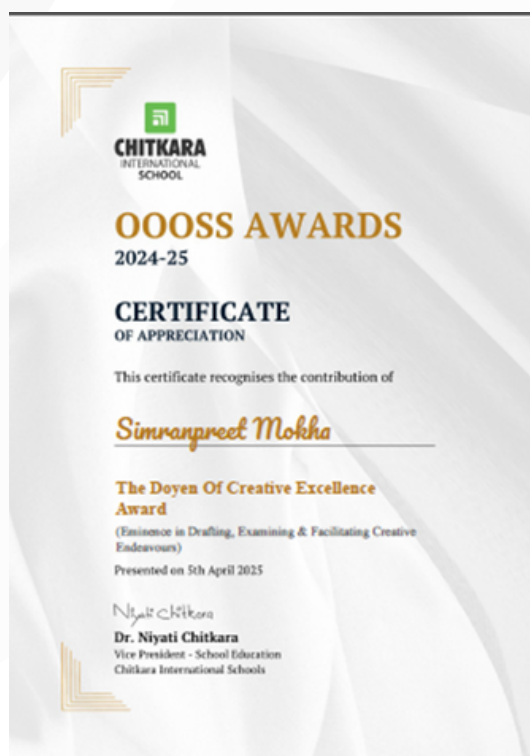 CHITKARA
INTERNATIONAL
SCHOOL
OOOSS AWARDS
2024-25
CERTIFICATE
OF APPRECIATION
This certificate recognises the contribution of
Simranpreet Mokha
The Doyen Of Creative Excellence
Award
(Eminence in Drafting, Examining & Facilitating Creative
Endeavours)
Presented on 5th April 2025
Niyati Chitkara
Dr. Niyati Chitkara
Vice President - School Education
Chitkara International Schools